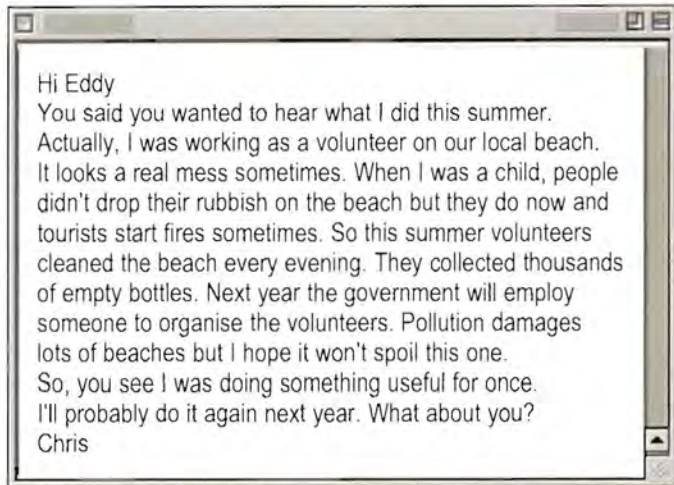 Hi Eddy
You said you wanted to hear what I did this summer.
Actually, I was working as a volunteer on our local beach.
It looks a real mess sometimes. When I was a child, people
didn't drop their rubbish on the beach but they do now and
tourists start fires sometimes. So this summer volunteers
cleaned the beach every evening. They collected thousands
of empty bottles. Next year the government will employ
someone to organise the volunteers. Pollution damages
lots of beaches but I hope it won't spoil this one.
So, you see I was doing something useful for once.
I'll probably do it again next year. What about you?
Chris